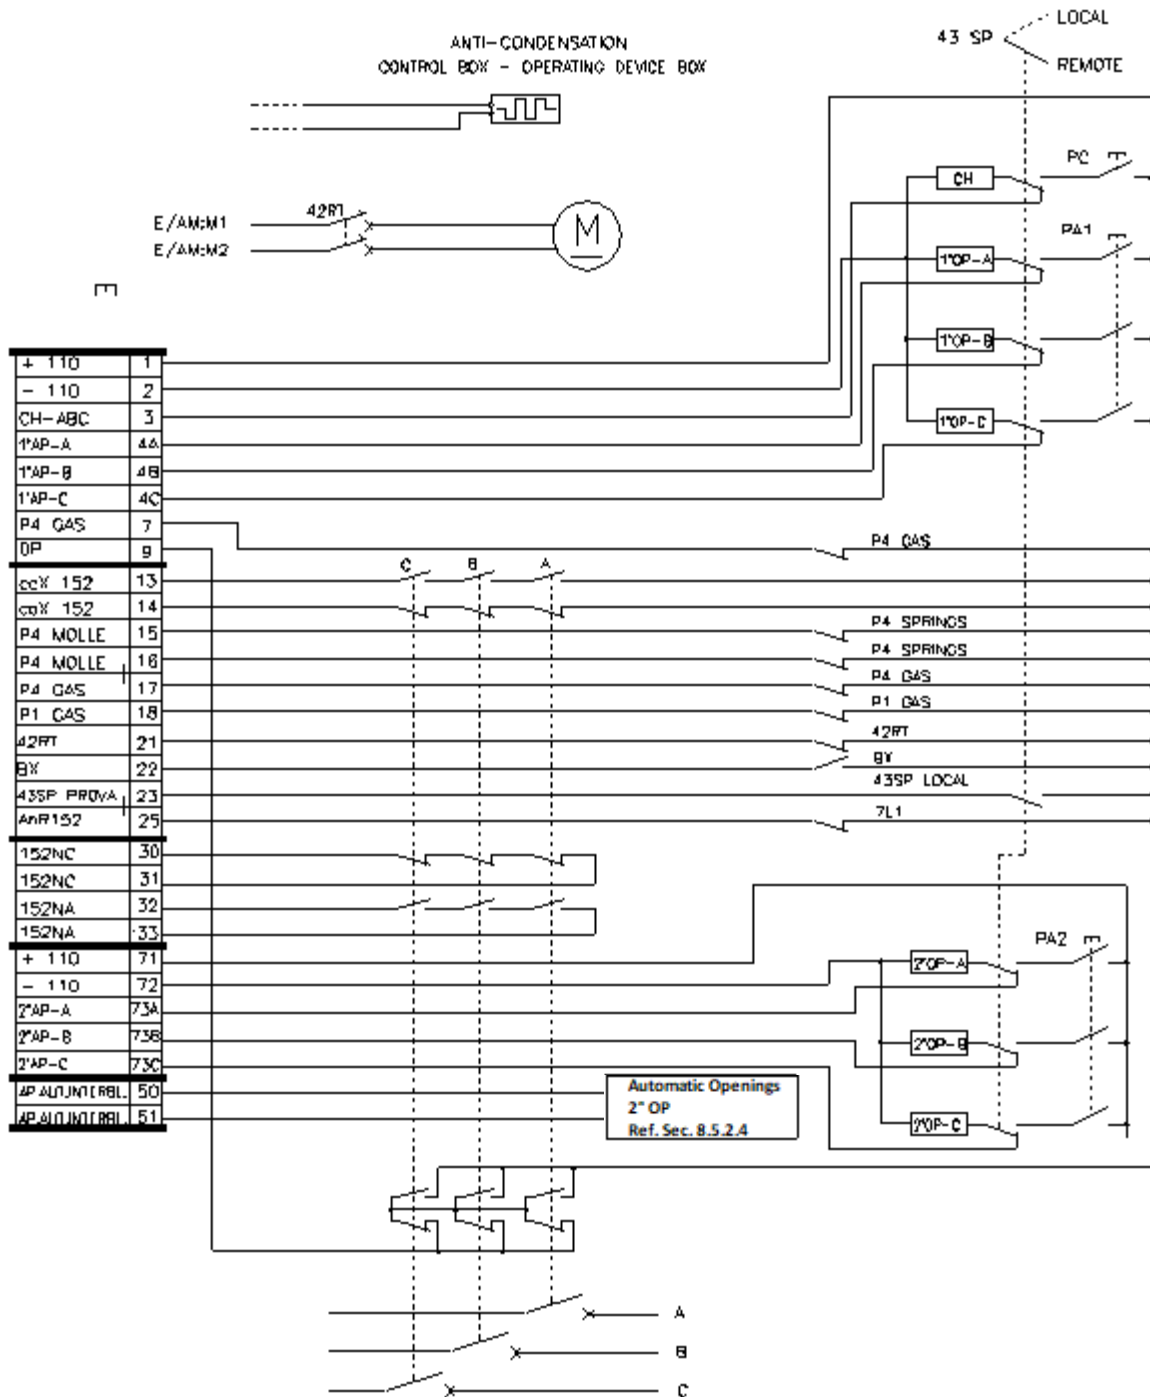 LOCAL
43 SP
REMOTE
ANTI-CONDENSATION
CONTROL BOX - OPERATING DEVICE BOX
PC
CH
42RT
E/AM:M1
E/AM:M2
M
PA1
1°OP-A
1°OP-B
1°OP-C
+ 110 1
- 110 2
CH-ABC 3
1°AP-A 4A
1°AP-B 4B
1°AP-C 4C
P4 GAS 7
OP 9
P4 GAS
C B A
ccX 152 13
coX 152 14
P4 MOLLE 15
P4 SPRINGS
P4 MOLLE 16
P4 SPRINGS
P4 GAS 17
P4 GAS
P1 GAS 18
P1 GAS
42RT 21
42RT
8X 22
8Y
43SP PROVA 23
43SP LOCAL
AnR152 25
7L1
152NC 30
152NC 31
152NA 32
152NA 33
+ 110 71
- 110 72
2°AP-A 73A
2°AP-B 73B
2°AP-C 73C
AP.AUT.INTERBL. 50
AP.AUT.INTERBL. 51
PA2
2°OP-A
2°OP-B
2°OP-C
Automatic Openings
2° OP
Ref. Sec. 8.5.2.4
A
B
C